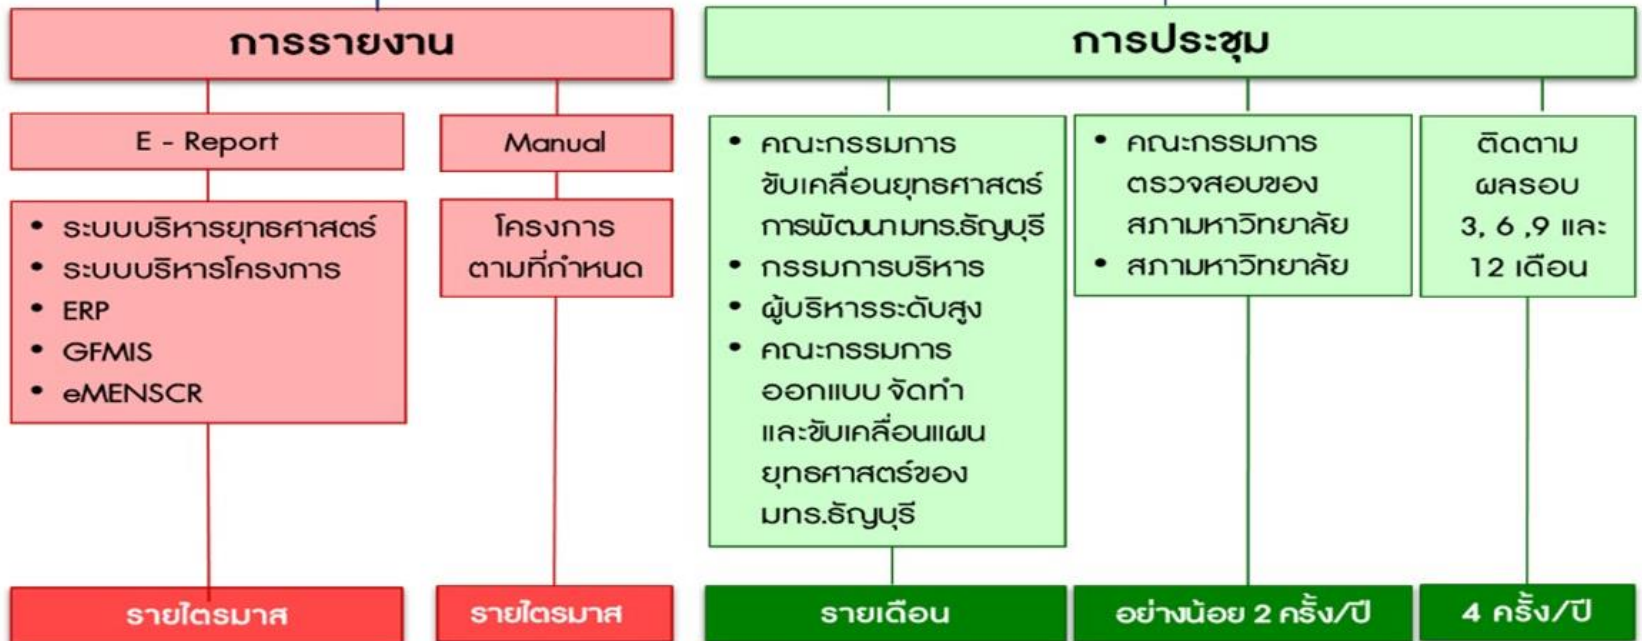 การรายงาน
E - Report
• ระบบบริหารยุทธศาสตร์
• ระบบบริหารโครงการ
• ERP
• GFMIS
• eMENSCR
รายไตรมาส
Manual
โครงการ
ตามที่กำหนด
รายไตรมาส
การประชุม
• คณะกรรมการ
ขับเคลื่อนยุทธศาสตร์
การพัฒนามทร.ธัญบุรี
• กรรมการบริหาร
• ผู้บริหารระดับสูง
• คณะกรรมการ
ออกแบบ จัดทำ
และขับเคลื่อนแผน
ยุทธศาสตร์ของ
มทร.ธัญบุรี
รายเดือน
• คณะกรรมการ
ตรวจสอบของ
สภามหาวิทยาลัย
• สภามหาวิทยาลัย
อย่างน้อย 2 ครั้ง/ปี
ติดตาม
ผลรอบ
3, 6 ,9 และ
12 เดือน
4 ครั้ง/ปี